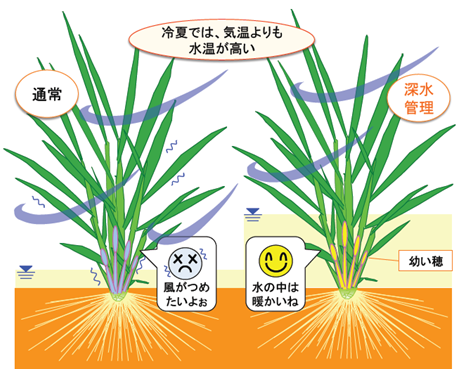 冷夏では、気温よりも
水温が高い
通常
深水
管理
風がつめ
たいよぉ
水の中は
暖かいね
幼い穂